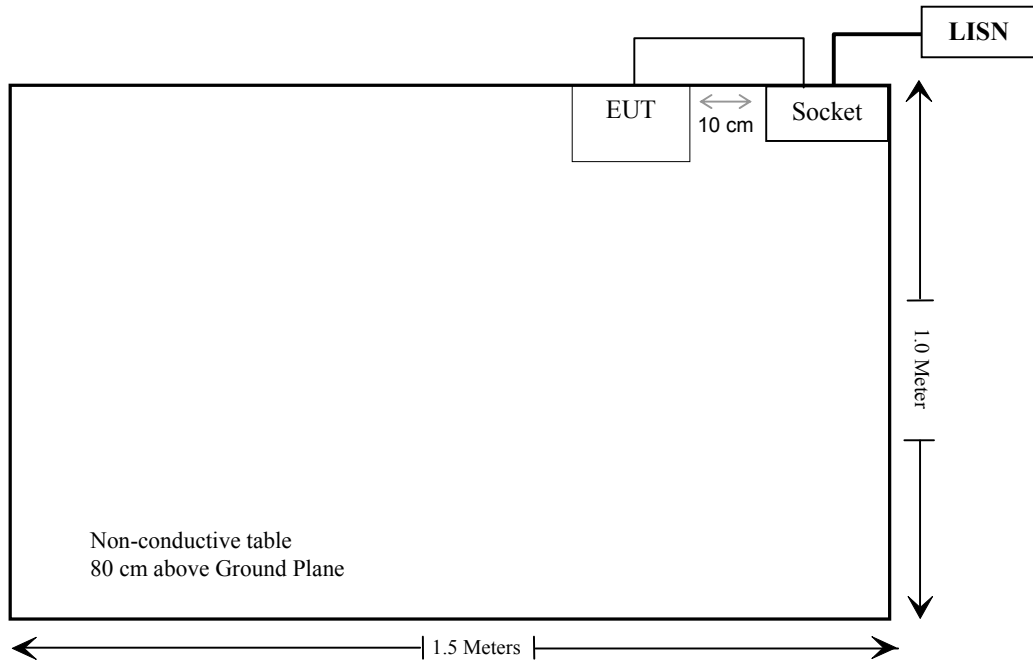 LISN
EUT
10 cm
Socket
1.0 Meter
Non-conductive table
80 cm above Ground Plane
1.5 Meters